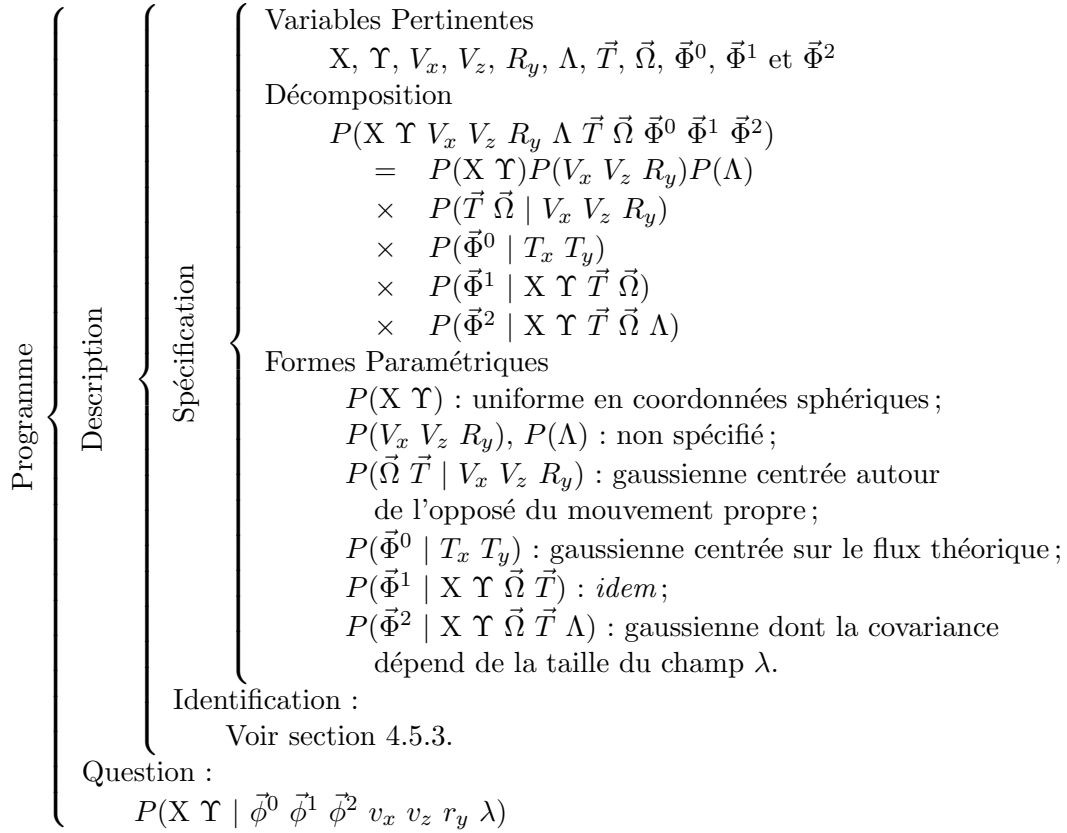 Programme
Description
Spécification
Variables Pertinentes
X, ϒ, V_x, V_z, R_y, Λ, T⃗, Ω⃗, Φ⃗^0, Φ⃗^1 et Φ⃗^2
Décomposition
P(X ϒ V_x V_z R_y Λ T⃗ Ω⃗ Φ⃗^0 Φ⃗^1 Φ⃗^2)
= P(X ϒ)P(V_x V_z R_y)P(Λ)
× P(T⃗ Ω⃗ | V_x V_z R_y)
× P(Φ⃗^0 | T_x T_y)
× P(Φ⃗^1 | X ϒ T⃗ Ω⃗)
× P(Φ⃗^2 | X ϒ T⃗ Ω⃗ Λ)
Formes Paramétriques
P(X ϒ) : uniforme en coordonnées sphériques ;
P(V_x V_z R_y), P(Λ) : non spécifié ;
P(Ω⃗ T⃗ | V_x V_z R_y) : gaussienne centrée autour
de l'opposé du mouvement propre ;
P(Φ⃗^0 | T_x T_y) : gaussienne centrée sur le flux théorique ;
P(Φ⃗^1 | X ϒ Ω⃗ T⃗) : idem ;
P(Φ⃗^2 | X ϒ Ω⃗ T⃗ Λ) : gaussienne dont la covariance
dépend de la taille du champ λ.
Identification :
Voir section 4.5.3.
Question :
P(X ϒ | ϕ⃗^0 ϕ⃗^1 ϕ⃗^2 v_x v_z r_y λ)